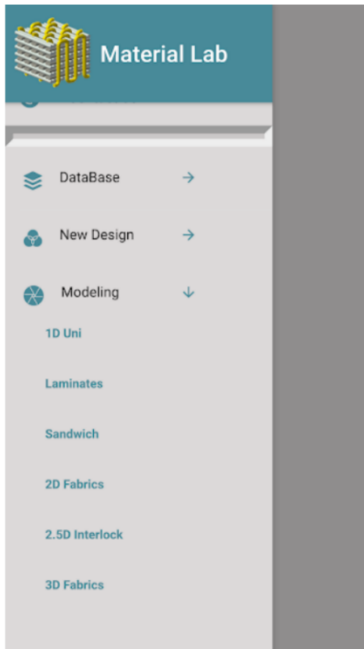 Material Lab
DataBase
New Design
Modeling
1D Uni
Laminates
Sandwich
2D Fabrics
2.5D Interlock
3D Fabrics